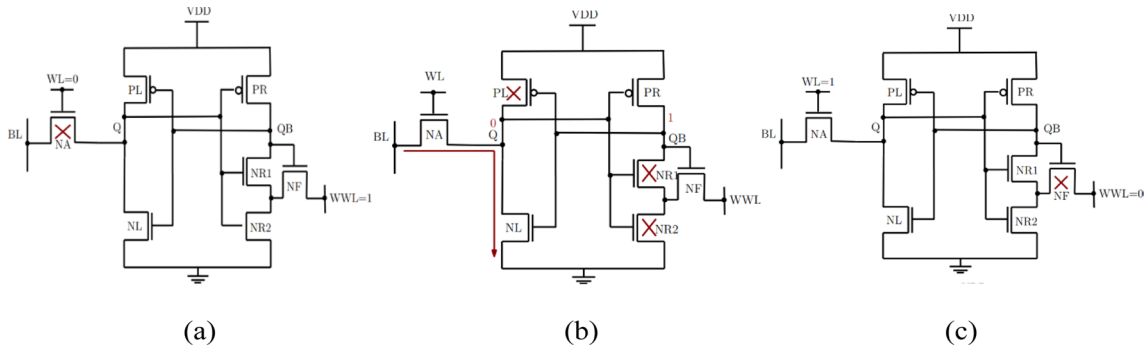 VDD
WL=0
PL
PR
BL
NA
Q
QB
NR1
NF
WWL=1
NL
NR2
(a)
VDD
WL
PL
PR
0
1
BL
NA
Q
QB
NR1
NF
WWL
NL
NR2
(b)
VDD
WL=1
PL
PR
BL
NA
Q
QB
NR1
NF
WWL=0
NL
NR2
(c)